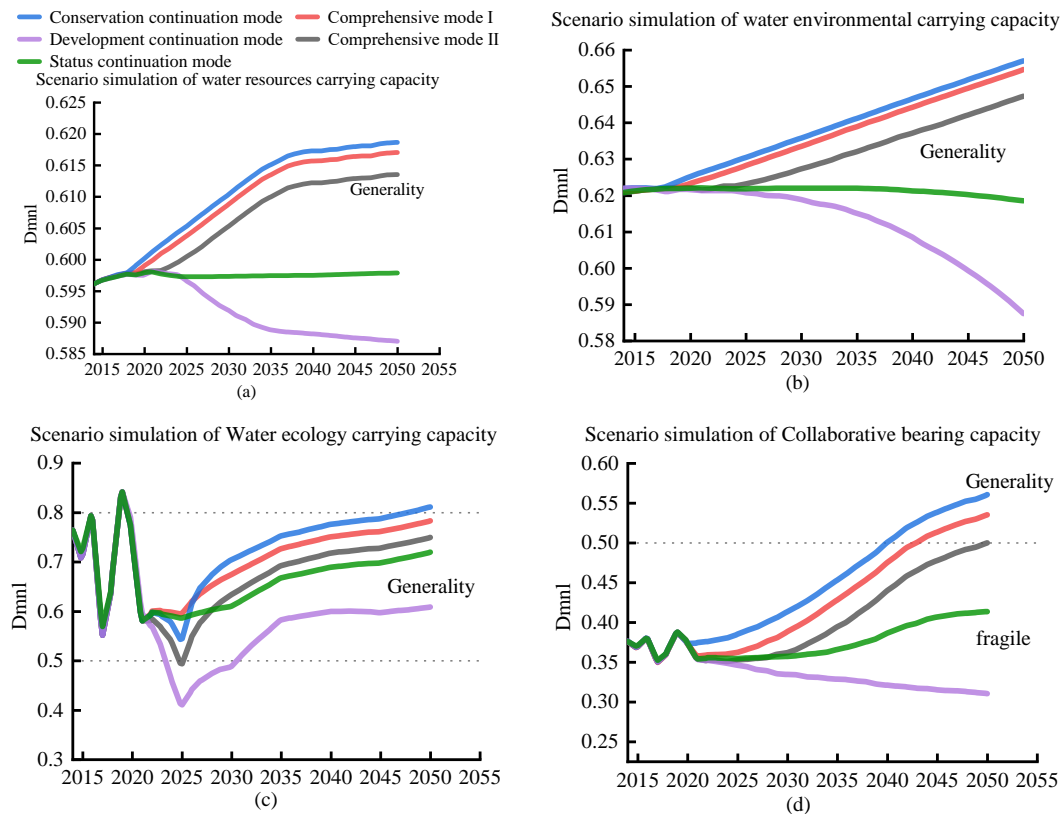 Conservation continuation mode
Comprehensive mode I
Development continuation mode
Comprehensive mode II
Status continuation mode
Scenario simulation of water resources carrying capacity
0.625
0.620
0.615
0.610
0.605
0.600
0.595
0.590
0.585
Dmnl
Generality
2015 2020 2025 2030 2035 2040 2045 2050 2055
(a)
Scenario simulation of water environmental carrying capacity
0.66
0.65
0.64
0.63
0.62
0.61
0.60
0.59
0.58
Dmnl
Generality
2015 2020 2025 2030 2035 2040 2045 2050
(b)
Scenario simulation of Water ecology carrying capacity
0.9
0.8
0.7
0.6
0.5
0.4
0.3
Dmnl
Generality
2015 2020 2025 2030 2035 2040 2045 2050 2055
(c)
Scenario simulation of Collaborative bearing capacity
0.60
0.55
0.50
0.45
0.40
0.35
0.30
0.25
Dmnl
Generality
fragile
2015 2020 2025 2030 2035 2040 2045 2050 2055
(d)